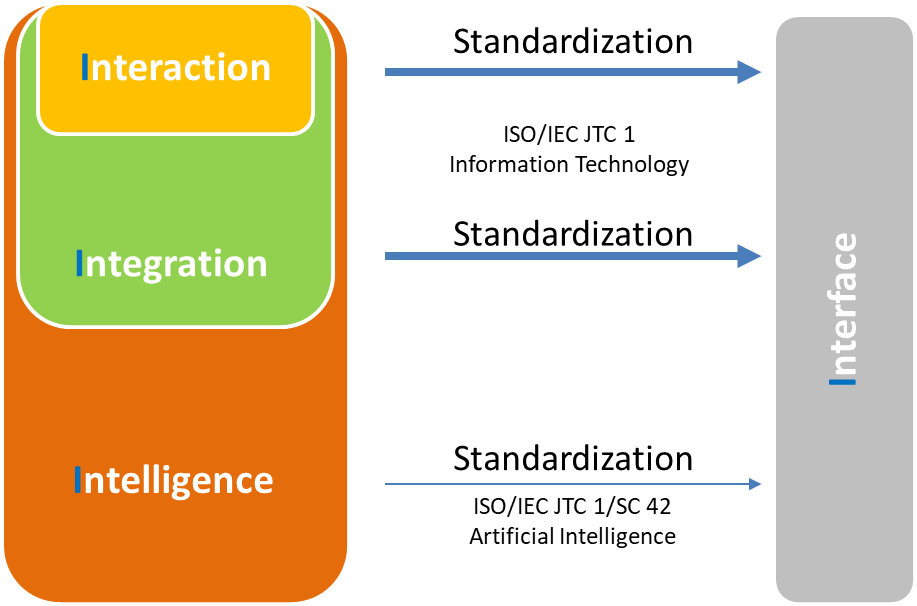 Interaction
Standardization
ISO/IEC JTC 1
Information Technology
Integration
Standardization
Interface
Intelligence
Standardization
ISO/IEC JTC 1/SC 42
Artificial Intelligence